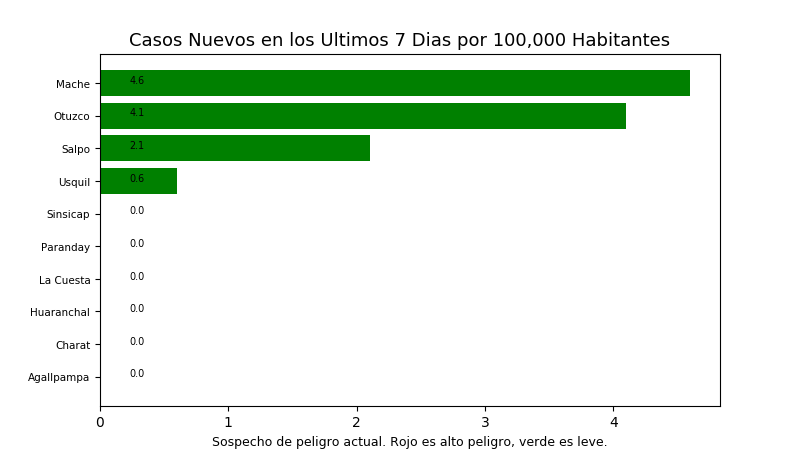 Casos Nuevos en los Ultimos 7 Dias por 100,000 Habitantes
Mache 4.6
Otuzco 4.1
Salpo 2.1
Usquil 0.6
Sinsicap 0.0
Paranday 0.0
La Cuesta 0.0
Huaranchal 0.0
Charat 0.0
Agallpampa 0.0
0 1 2 3 4
Sospecho de peligro actual. Rojo es alto peligro, verde es leve.